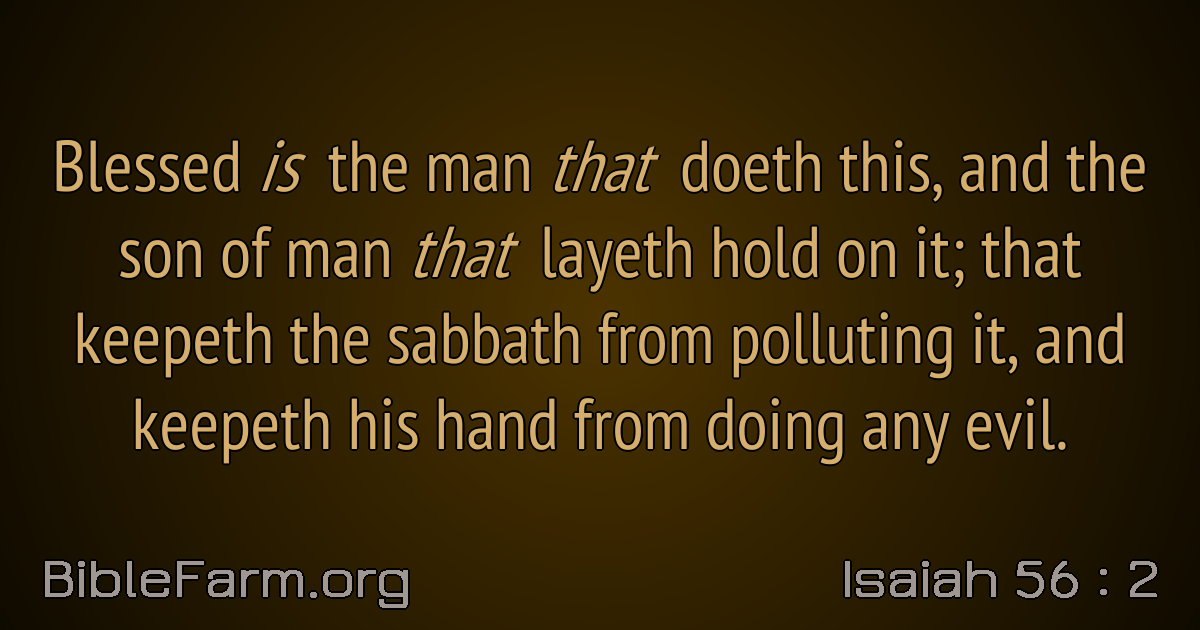 Blessed is the man that doeth this, and the
son of man that layeth hold on it; that
keepeth the sabbath from polluting it, and
keepeth his hand from doing any evil.
BibleFarm.org
Isaiah 56 : 2